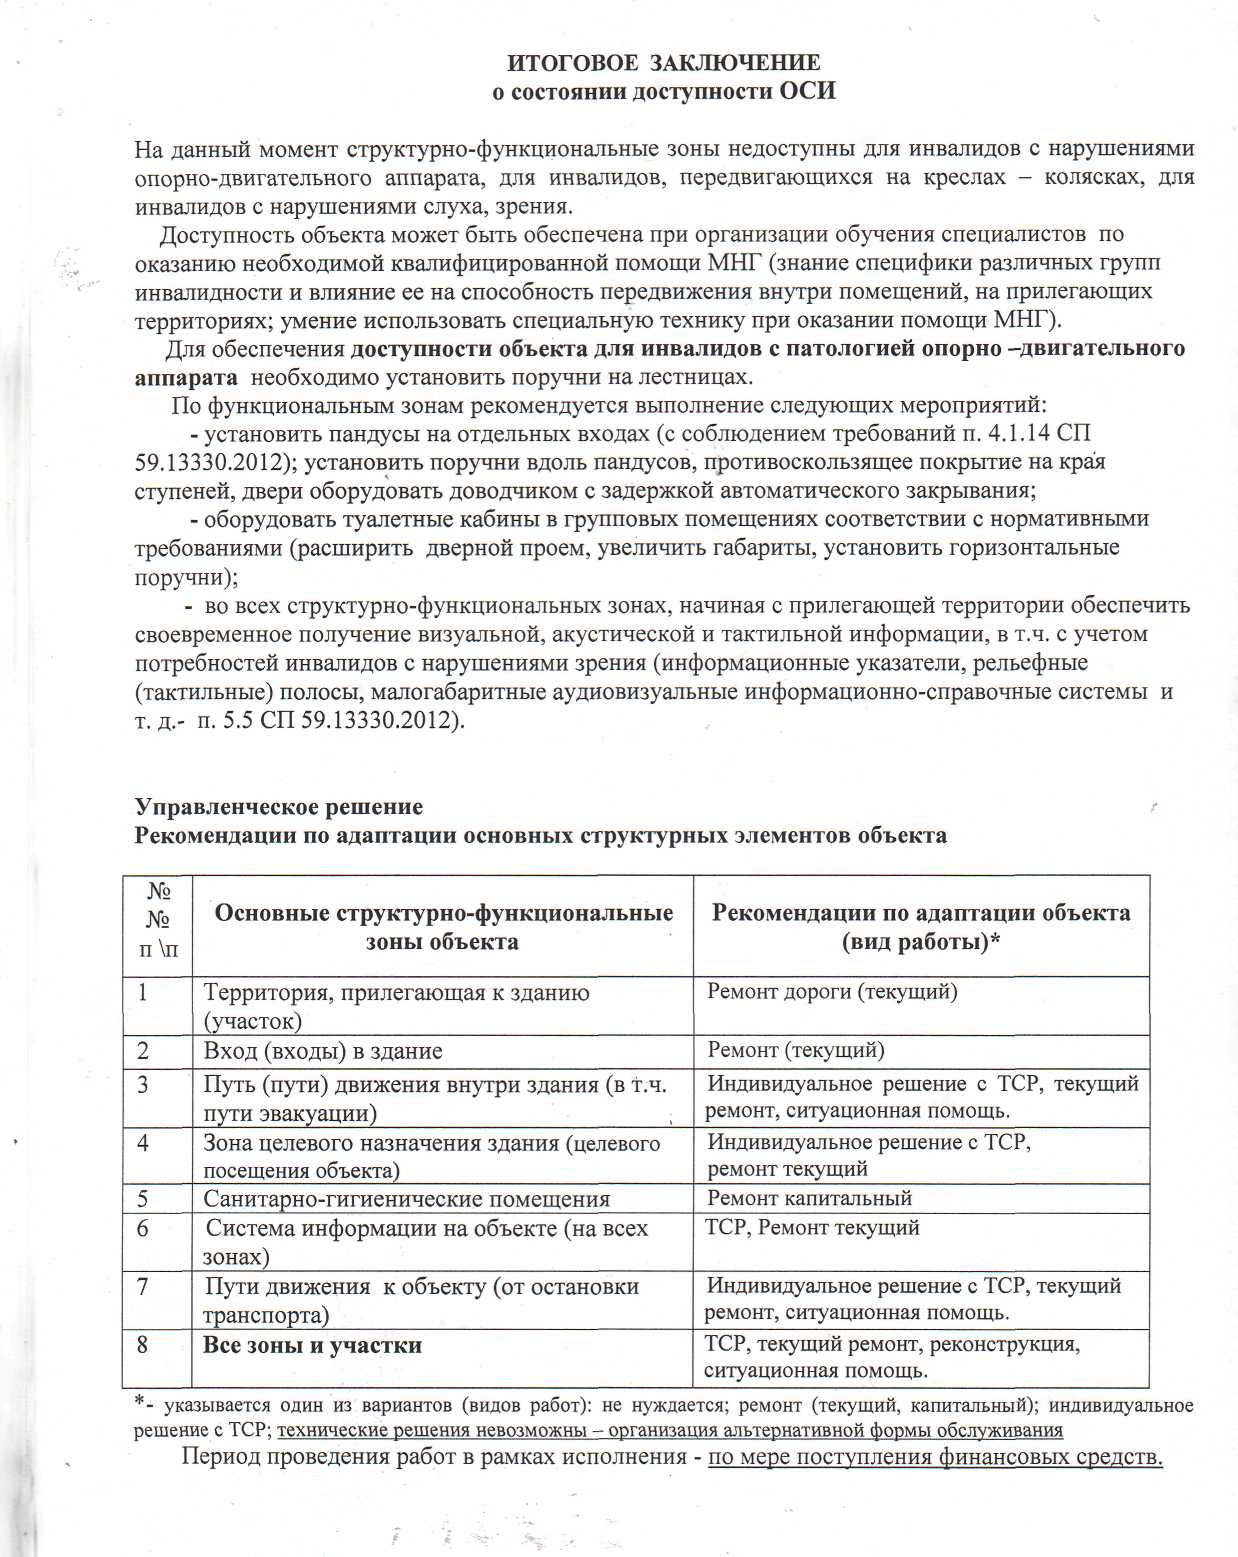 ИТОГОВОЕ ЗАКЛЮЧЕНИЕ
о состоянии доступности ОСИ
На данный момент структурно-функциональные зоны недоступны для инвалидов с нарушениями
опорно-двигательного аппарата, для инвалидов, передвигающихся на креслах – колясках, для
инвалидов с нарушениями слуха, зрения.
Доступность объекта может быть обеспечена при организации обучения специалистов по
оказанию необходимой квалифицированной помощи МНГ (знание специфики различных групп
инвалидности и влияние ее на способность передвижения внутри помещений, на прилегающих
территориях; умение использовать специальную технику при оказании помощи МНГ).
Для обеспечения доступности объекта для инвалидов с патологией опорно –двигательного
аппарата необходимо установить поручни на лестницах.
По функциональным зонам рекомендуется выполнение следующих мероприятий:
- установить пандусы на отдельных входах (с соблюдением требований п. 4.1.14 СП
59.13330.2012); установить поручни вдоль пандусов, противоскользящее покрытие на края
ступеней, двери оборудовать доводчиком с задержкой автоматического закрывания;
- оборудовать туалетные кабины в групповых помещениях соответствии с нормативными
требованиями (расширить дверной проем, увеличить габариты, установить горизонтальные
поручни);
- во всех структурно-функциональных зонах, начиная с прилегающей территории обеспечить
своевременное получение визуальной, акустической и тактильной информации, в т.ч. с учетом
потребностей инвалидов с нарушениями зрения (информационные указатели, рельефные
(тактильные) полосы, малогабаритные аудиовизуальные информационно-справочные системы и
т. д.- п. 5.5 СП 59.13330.2012).
Управленческое решение
Рекомендации по адаптации основных структурных элементов объекта
№
№
п \п
Основные структурно-функциональные
зоны объекта
Рекомендации по адаптации объекта
(вид работы)*
1
Территория, прилегающая к зданию
(участок)
Ремонт дороги (текущий)
2
Вход (входы) в здание
Ремонт (текущий)
3
Путь (пути) движения внутри здания (в т.ч.
пути эвакуации)
Индивидуальное решение с ТСР, текущий
ремонт, ситуационная помощь.
4
Зона целевого назначения здания (целевого
посещения объекта)
Индивидуальное решение с ТСР,
ремонт текущий
5
Санитарно-гигиенические помещения
Ремонт капитальный
6
Система информации на объекте (на всех
зонах)
ТСР, Ремонт текущий
7
Пути движения к объекту (от остановки
транспорта)
Индивидуальное решение с ТСР, текущий
ремонт, ситуационная помощь.
8
Все зоны и участки
ТСР, текущий ремонт, реконструкция,
ситуационная помощь.
*- указывается один из вариантов (видов работ): не нуждается; ремонт (текущий, капитальный); индивидуальное
решение с ТСР; технические решения невозможны – организация альтернативной формы обслуживания
Период проведения работ в рамках исполнения - по мере поступления финансовых средств.